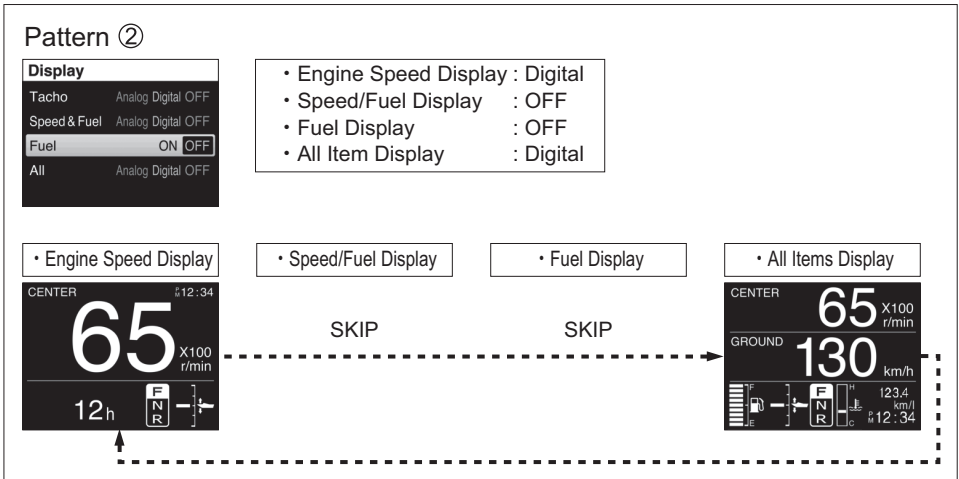 Pattern ②
Display
Tacho Analog Digital OFF
Speed & Fuel Analog Digital OFF
Fuel ON OFF
All Analog Digital OFF
・Engine Speed Display : Digital
・Speed/Fuel Display : OFF
・Fuel Display : OFF
・All Item Display : Digital
・Engine Speed Display
・Speed/Fuel Display
・Fuel Display
・All Items Display
CENTER PM12:34
65 X100
r/min
12h
F
N
R
SKIP
SKIP
CENTER
65 X100
r/min
GROUND
130 km/h
F
E
F
N
R
H
C
123.4
km/l
PM12:34